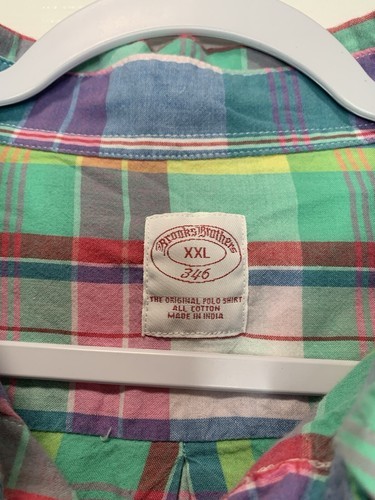 Brooks Brothers
XXL
346
THE ORIGINAL POLO SHIRT
ALL COTTON
MADE IN INDIA